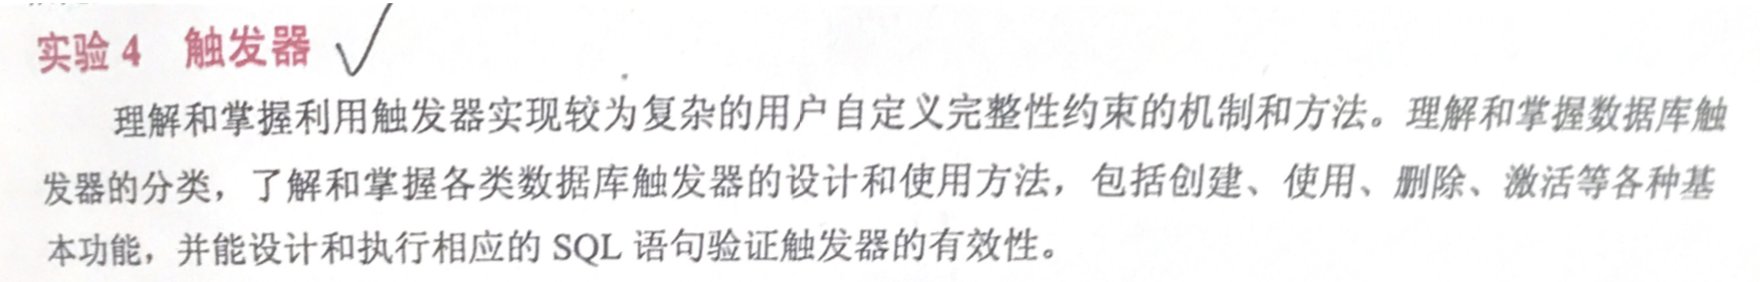 实验 4 触发器
理解和掌握利用触发器实现较为复杂的用户自定义完整性约束的机制和方法。理解和掌握数据库触
发器的分类，了解和掌握各类数据库触发器的设计和使用方法，包括创建、使用、删除、激活等各种基
本功能，并能设计和执行相应的 SQL 语句验证触发器的有效性。